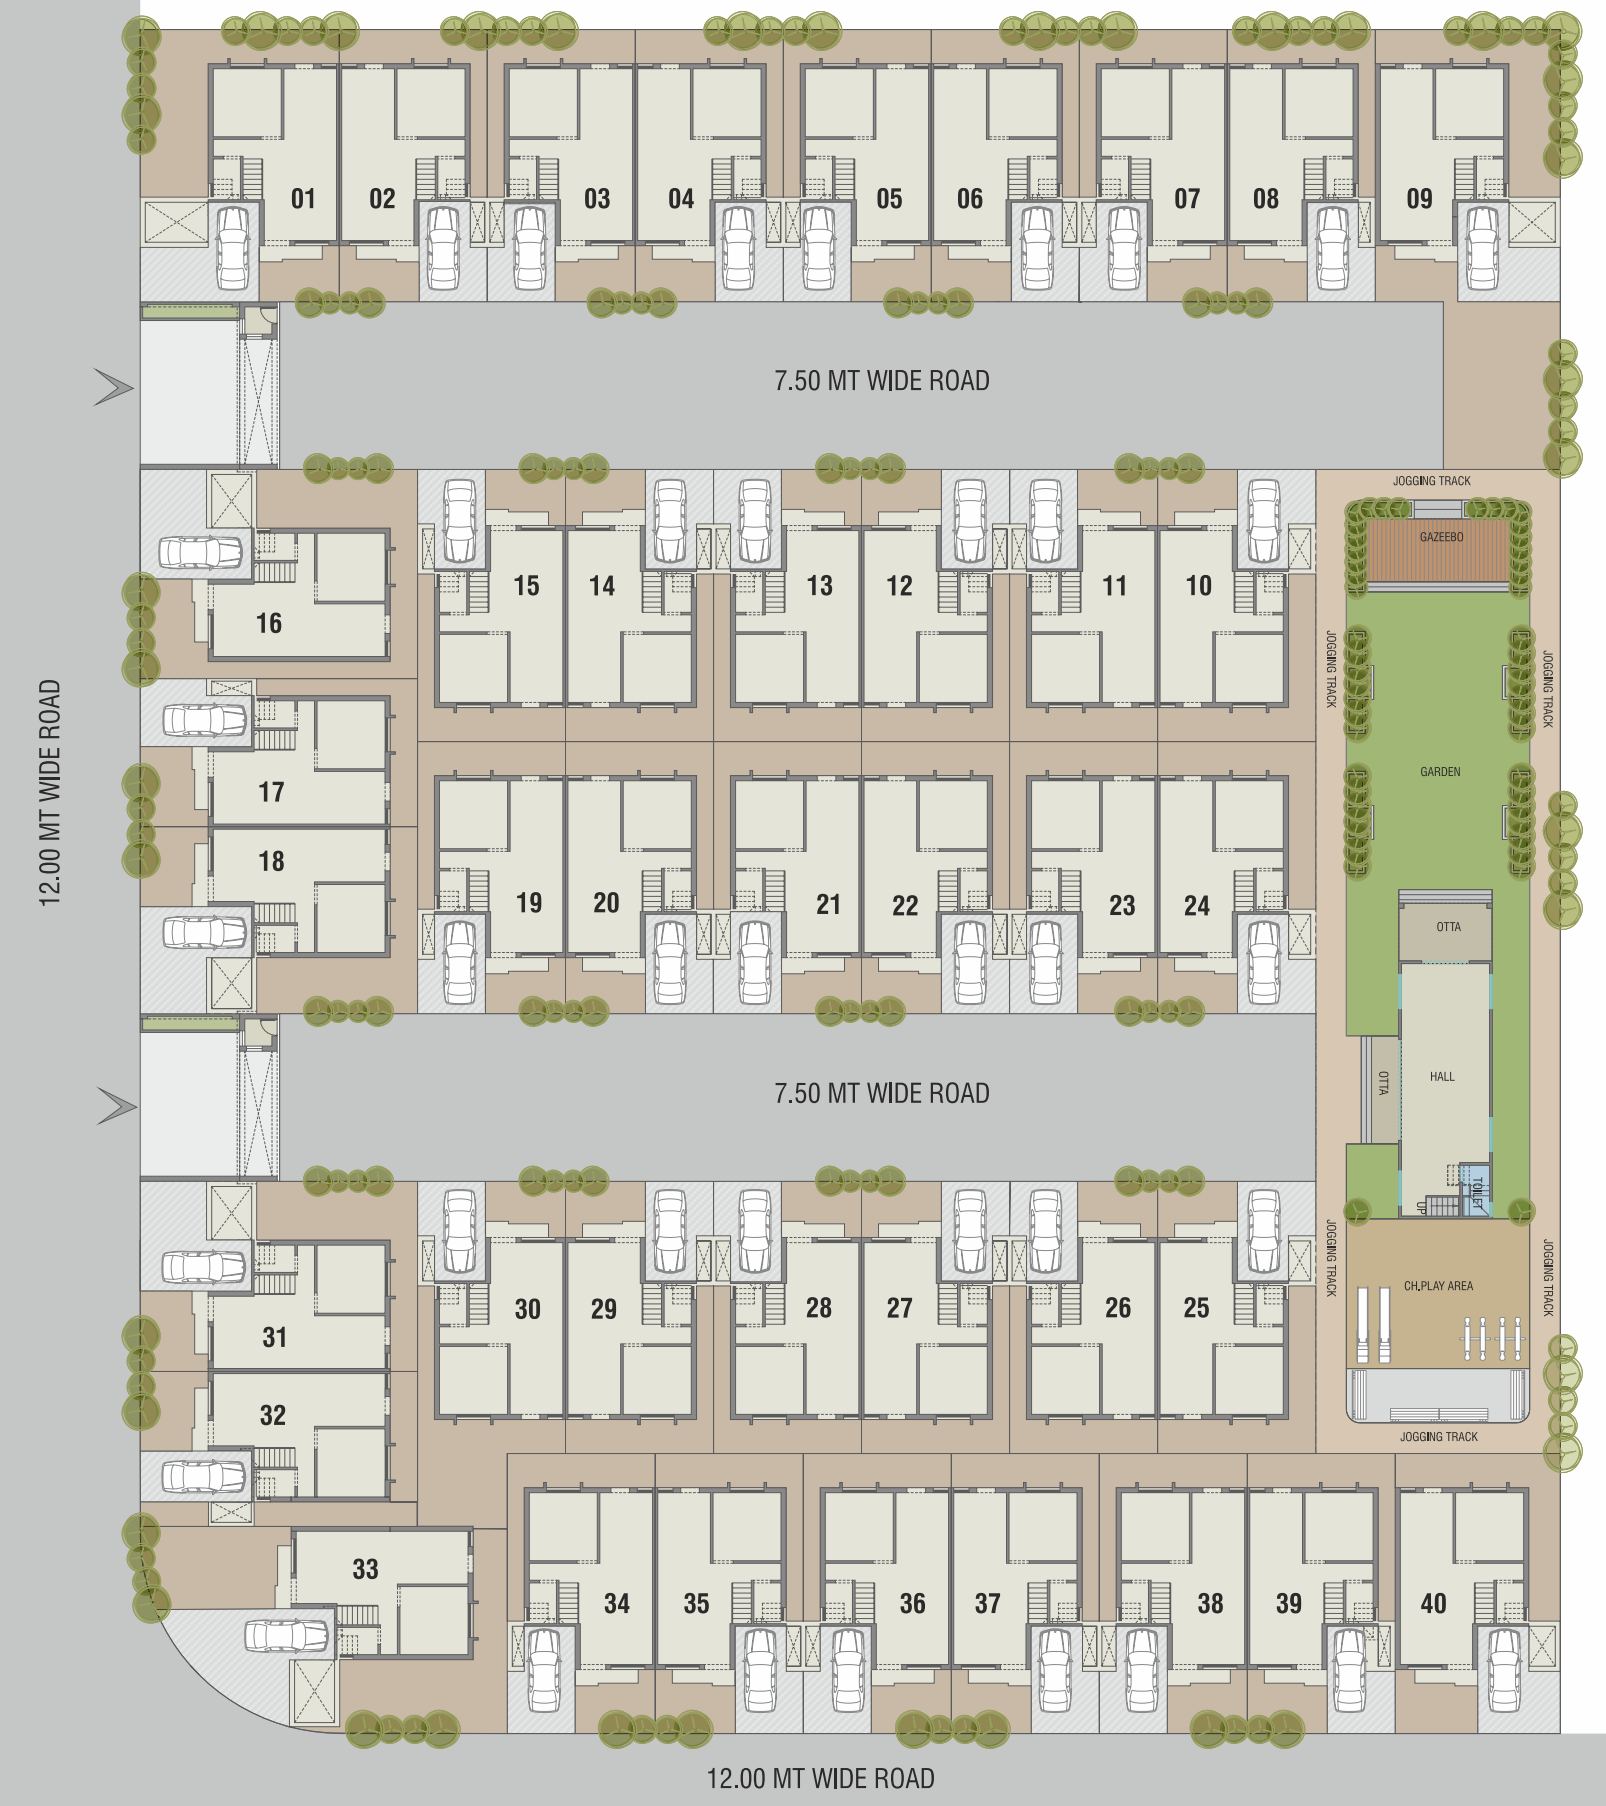 01
02
03
04
05
06
07
08
09
7.50 MT WIDE ROAD
JOGGING TRACK
GAZEEBO
15
14
13
12
11
10
16
JOGGING TRACK
JOGGING TRACK
12.00 MT WIDE ROAD
17
GARDEN
18
19
20
21
22
23
24
OTTA
7.50 MT WIDE ROAD
OTTA
HALL
TOILET
UP
JOGGING TRACK
JOGGING TRACK
CH.PLAY AREA
31
30
29
28
27
26
25
32
JOGGING TRACK
33
34
35
36
37
38
39
40
12.00 MT WIDE ROAD